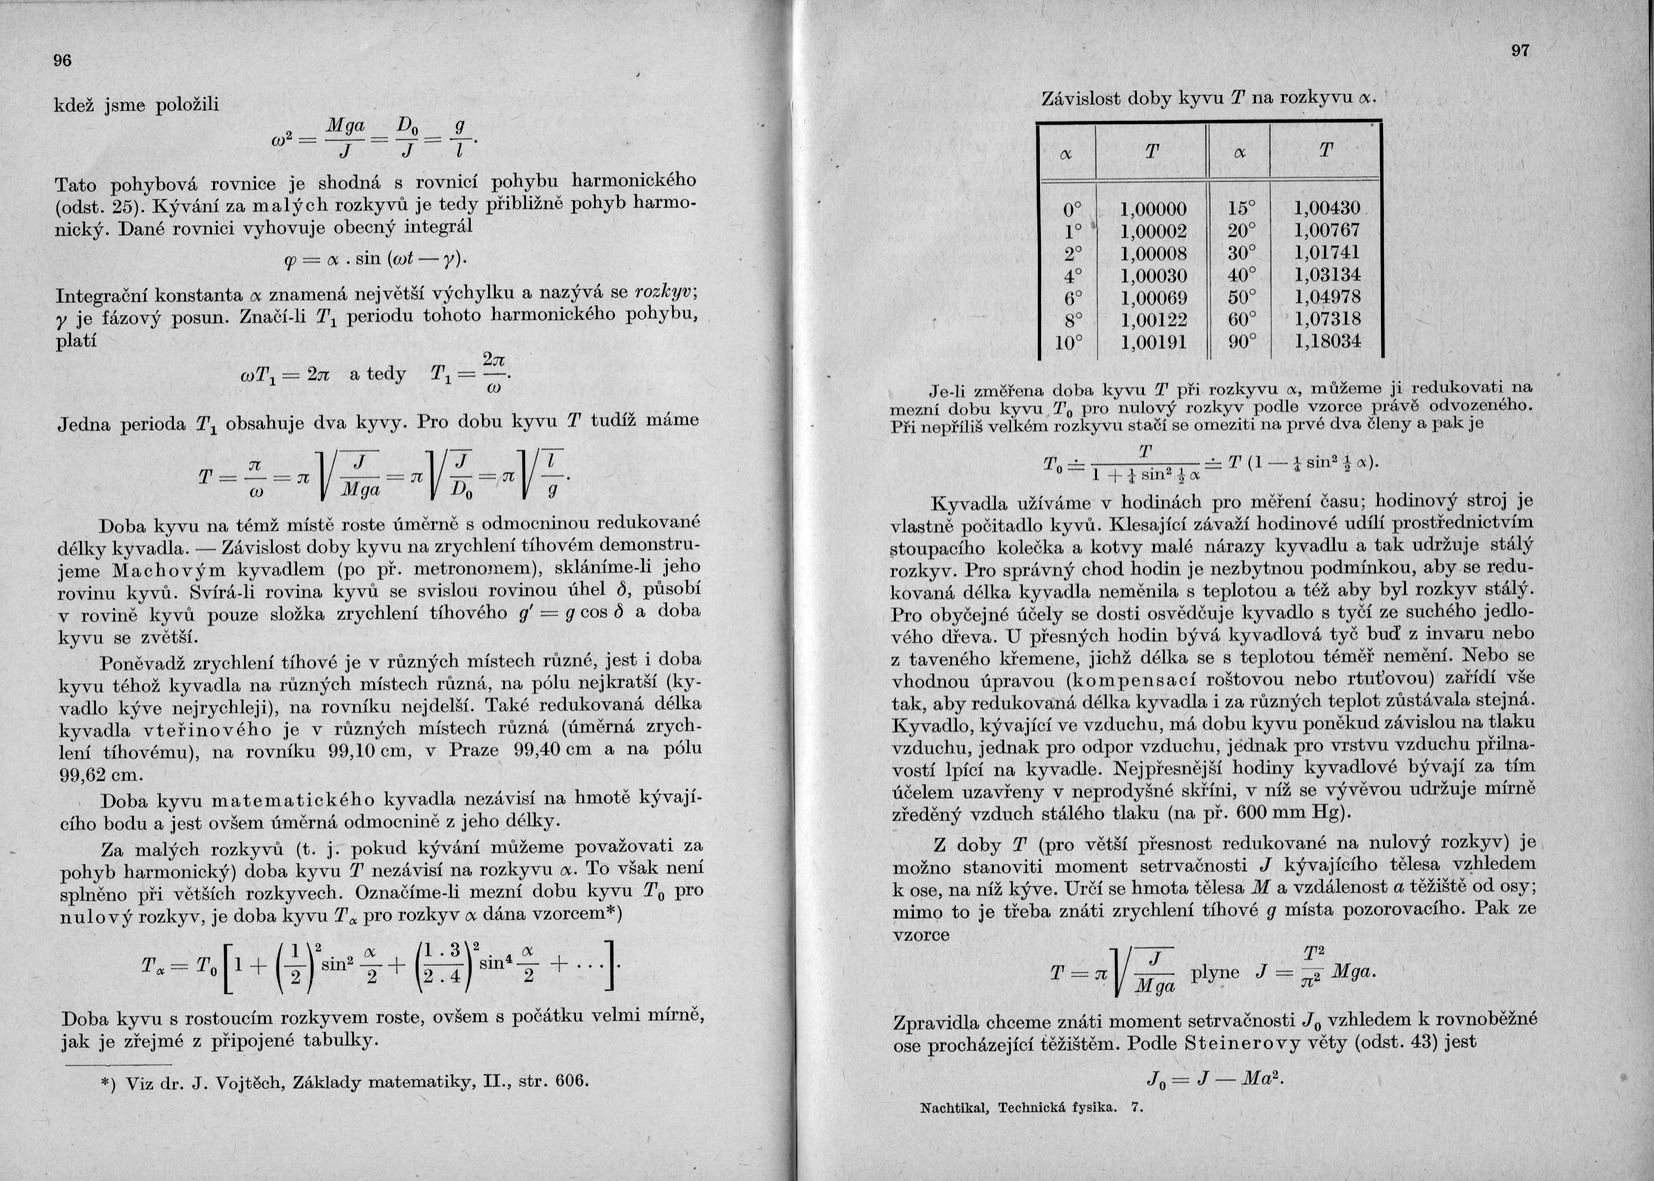 96
kdež jsme položili
ω² = Mga/J = D₀/J = g/l.
Tato pohybová rovnice je shodná s rovnicí pohybu harmonického
(odst. 25). Kývání za malých rozkyvů je tedy přibližně pohyb harmo-
nický. Dané rovnici vyhovuje obecný integrál
φ = α . sin (ωt — γ).
Integrační konstanta α znamená největší výchylku a nazývá se rozkyv;
γ je fázový posun. Značí-li T₁ periodu tohoto harmonického pohybu,
platí
ωT₁ = 2π a tedy T₁ = 2π/ω.
Jedna perioda T₁ obsahuje dva kyvy. Pro dobu kyvu T tudíž máme
T = π/ω = π √(J/Mga) = π √(J/D₀) = π √(l/g).
Doba kyvu na témž místě roste úměrně s odmocninou redukované
délky kyvadla. — Závislost doby kyvu na zrychlení tíhovém demonstru-
jeme Machovým kyvadlem (po př. metronomem), skláníme-li jeho
rovinu kyvů. Svírá-li rovina kyvů se svislou rovinou úhel δ, působí
v rovině kyvů pouze složka zrychlení tíhového g′ = g cos δ a doba
kyvu se zvětší.
Poněvadž zrychlení tíhové je v různých místech různé, jest i doba
kyvu téhož kyvadla na různých místech různá, na pólu nejkratší (ky-
vadlo kýve nejrychleji), na rovníku nejdelší. Také redukovaná délka
kyvadla vteřinového je v různých místech různá (úměrná zrych-
lení tíhovému), na rovníku 99,10 cm, v Praze 99,40 cm a na pólu
99,62 cm.
Doba kyvu matematického kyvadla nezávisí na hmotě kývají-
cího bodu a jest ovšem úměrná odmocnině z jeho délky.
Za malých rozkyvů (t. j. pokud kývání můžeme považovati za
pohyb harmonický) doba kyvu T nezávisí na rozkyvu α. To však není
splněno při větších rozkyvech. Označíme-li mezní dobu kyvu T₀ pro
nulový rozkyv, je doba kyvu Tα pro rozkyv α dána vzorcem*)
Tα = T₀ [1 + (1/2)² sin² α/2 + (1 . 3/2 . 4)² sin⁴ α/2 + ...].
Doba kyvu s rostoucím rozkyvem roste, ovšem s počátku velmi mírně,
jak je zřejmé z připojené tabulky.
*) Viz dr. J. Vojtěch, Základy matematiky, II., str. 606.
97
Závislost doby kyvu T na rozkyvu α.
α T α T
0° 1,00000 15° 1,00430
1° 1,00002 20° 1,00767
2° 1,00008 30° 1,01741
4° 1,00030 40° 1,03134
6° 1,00069 50° 1,04978
8° 1,00122 60° 1,07318
10° 1,00191 90° 1,18034
Je-li změřena doba kyvu T při rozkyvu α, můžeme ji redukovati na
mezní dobu kyvu T₀ pro nulový rozkyv podle vzorce právě odvozeného.
Při nepříliš velkém rozkyvu stačí se omeziti na prvé dva členy a pak je
T₀ ≐ T/(1 + ¼ sin² ½ α) ≐ T (1 — ¼ sin² ½ α).
Kyvadla užíváme v hodinách pro měření času; hodinový stroj je
vlastně počitadlo kyvů. Klesající závaží hodinové udílí prostřednictvím
stoupacího kolečka a kotvy malé nárazy kyvadlu a tak udržuje stálý
rozkyv. Pro správný chod hodin je nezbytnou podmínkou, aby se redu-
kovaná délka kyvadla neměnila s teplotou a též aby byl rozkyv stálý.
Pro obyčejné účely se dosti osvědčuje kyvadlo s tyčí ze suchého jedlo-
vého dřeva. U přesných hodin bývá kyvadlová tyč buď z invaru nebo
z taveného křemene, jichž délka se s teplotou téměř nemění. Nebo se
vhodnou úpravou (kompensací roštovou nebo rtuťovou) zařídí vše
tak, aby redukovaná délka kyvadla i za různých teplot zůstávala stejná.
Kyvadlo, kývající ve vzduchu, má dobu kyvu poněkud závislou na tlaku
vzduchu, jednak pro odpor vzduchu, jednak pro vrstvu vzduchu přilna-
vostí lpící na kyvadle. Nejpřesnější hodiny kyvadlové bývají za tím
účelem uzavřeny v neprodyšné skříni, v níž se vývěvou udržuje mírně
zředěný vzduch stálého tlaku (na př. 600 mm Hg).
Z doby T (pro větší přesnost redukované na nulový rozkyv) je
možno stanoviti moment setrvačnosti J kývajícího tělesa vzhledem
k ose, na níž kýve. Určí se hmota tělesa M a vzdálenost a těžiště od osy;
mimo to je třeba znáti zrychlení tíhové g místa pozorovacího. Pak ze
vzorce
T = π √(J/Mga) plyne J = T²/π² Mga.
Zpravidla chceme znáti moment setrvačnosti J₀ vzhledem k rovnoběžné
ose procházející těžištěm. Podle Steinerovy věty (odst. 43) jest
J₀ = J — Ma².
Nachtikal, Technická fysika. 7.